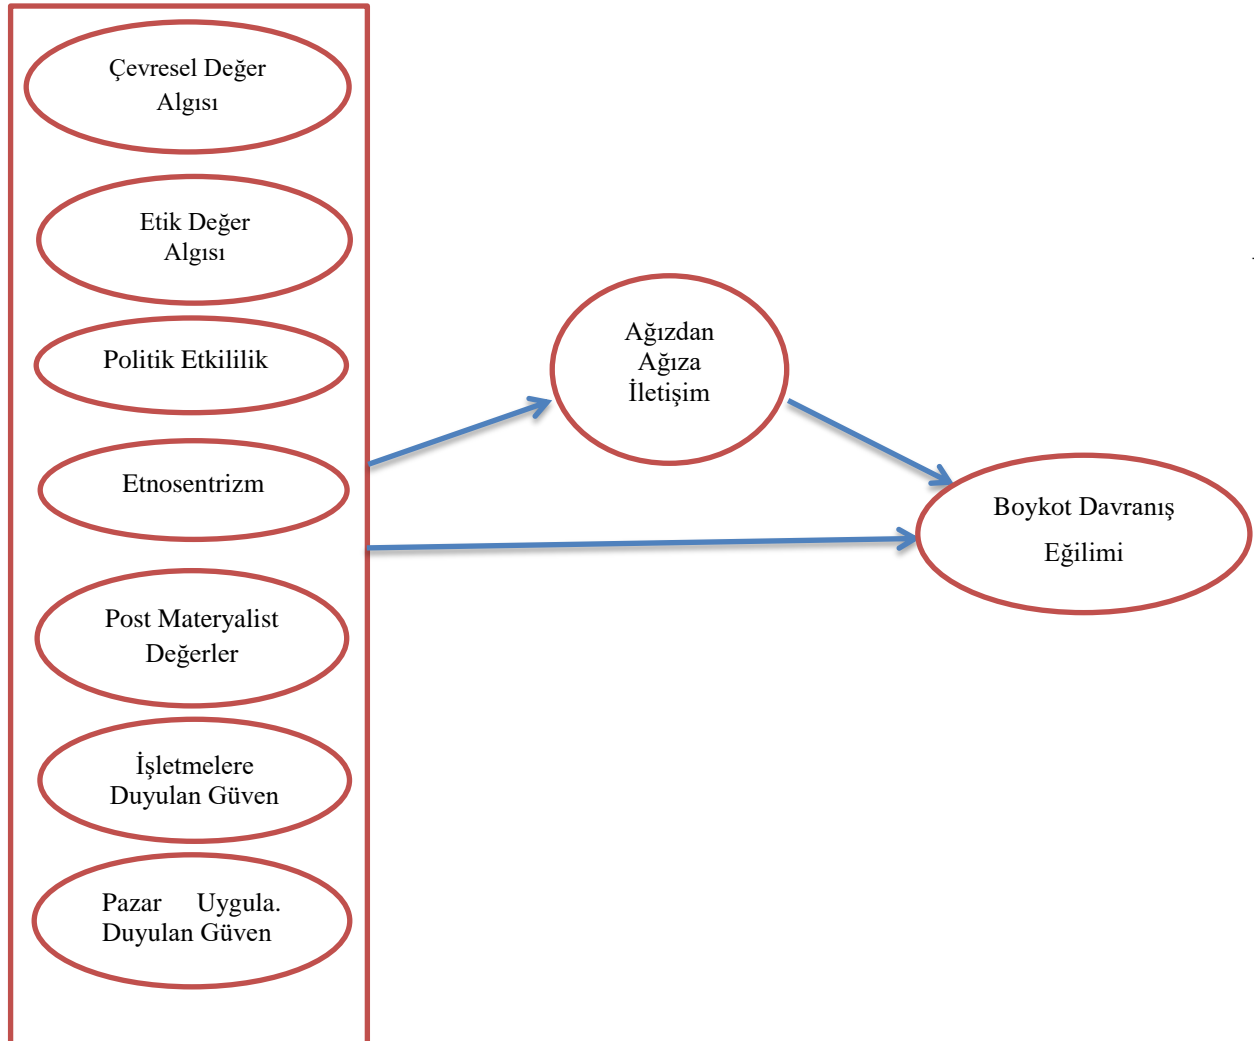 Çevresel Değer
Algısı
Etik Değer
Algısı
Politik Etkililik
Etnosentrizm
Post Materyalist
Değerler
İşletmelere
Duyulan Güven
Pazar Uygula.
Duyulan Güven
Ağızdan
Ağıza
İletişim
Boykot Davranış
Eğilimi